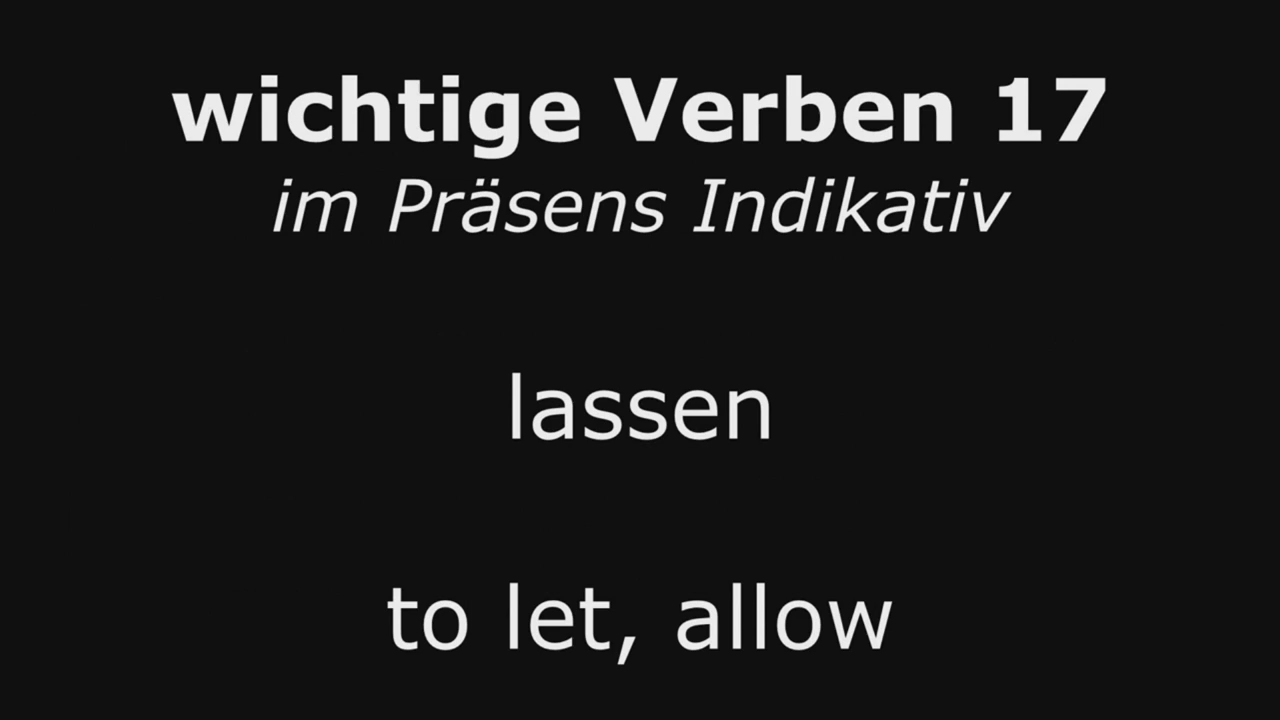 wichtige Verben 17
im Präsens Indikativ
lassen
to let, allow